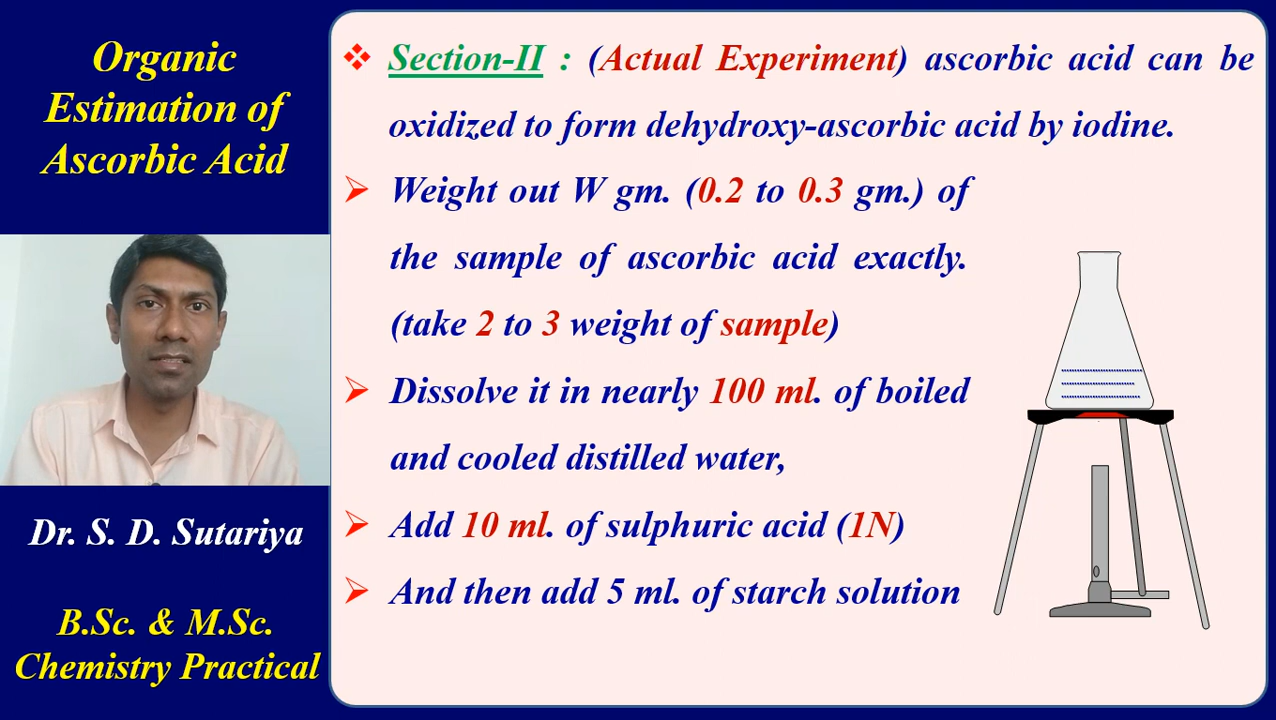 Organic
Estimation of
Ascorbic Acid
Dr. S. D. Sutariya
B.Sc. & M.Sc.
Chemistry Practical
Section-II : (Actual Experiment) ascorbic acid can be
oxidized to form dehydroxy-ascorbic acid by iodine.
Weight out W gm. (0.2 to 0.3 gm.) of
the sample of ascorbic acid exactly.
(take 2 to 3 weight of sample)
Dissolve it in nearly 100 ml. of boiled
and cooled distilled water,
Add 10 ml. of sulphuric acid (1N)
And then add 5 ml. of starch solution